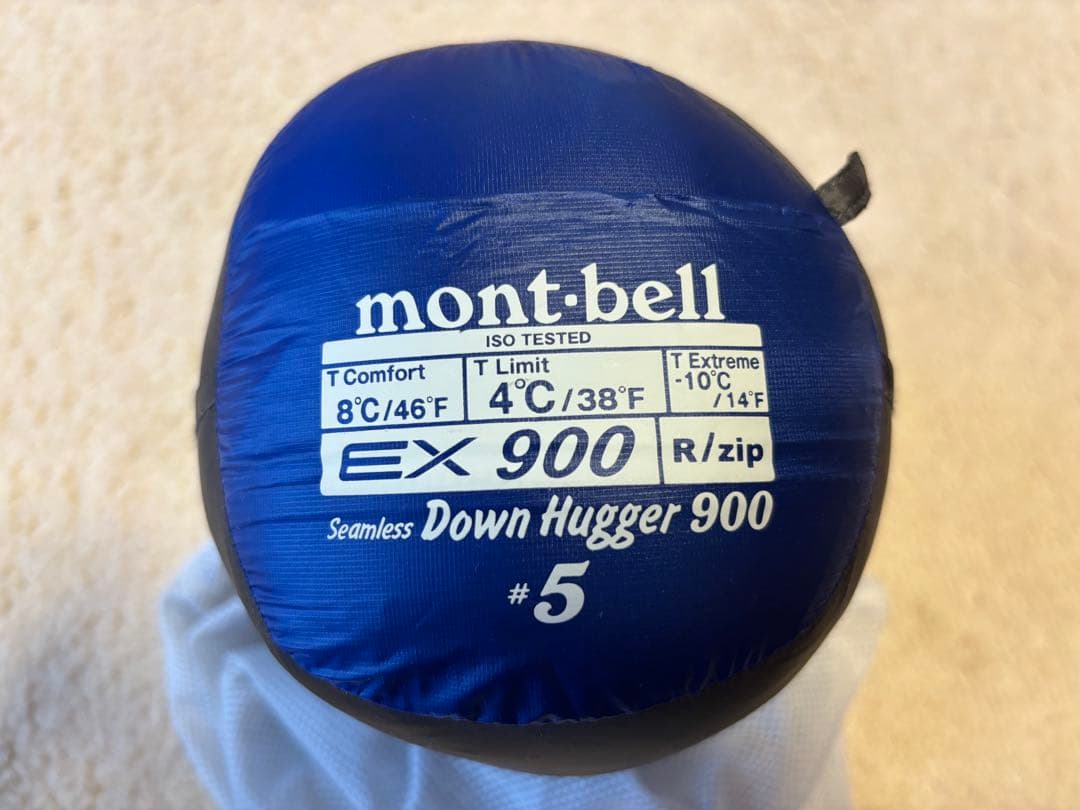 mont·bell
ISO TESTED
T Comfort T Limit T Extreme
8°C/46°F 4°C/38°F -10°C/14°F
EX 900 R/zip
Seamless Down Hugger 900
#5